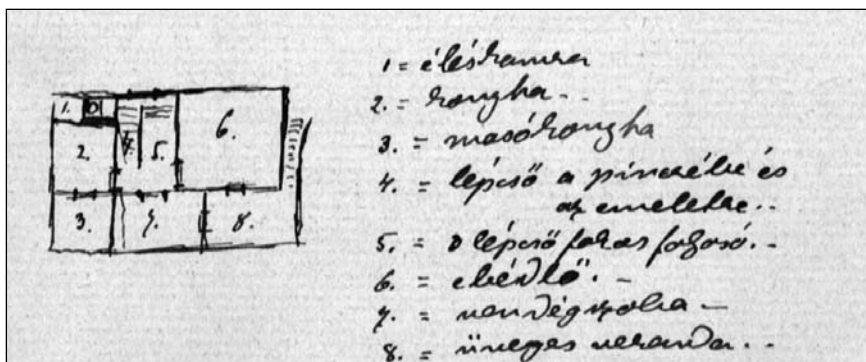 1.
6.
4.
2.
5.
3.
7.
8.
1 = éléskamra
2. = konyha. -
3. = mosókonyha
4. = lépcső a pinczébe és
az emeletre. .
5. = lépcső folyosó. -
6. = ebédlő. -
7. = vendégszoba -
8. = üveges veranda. .